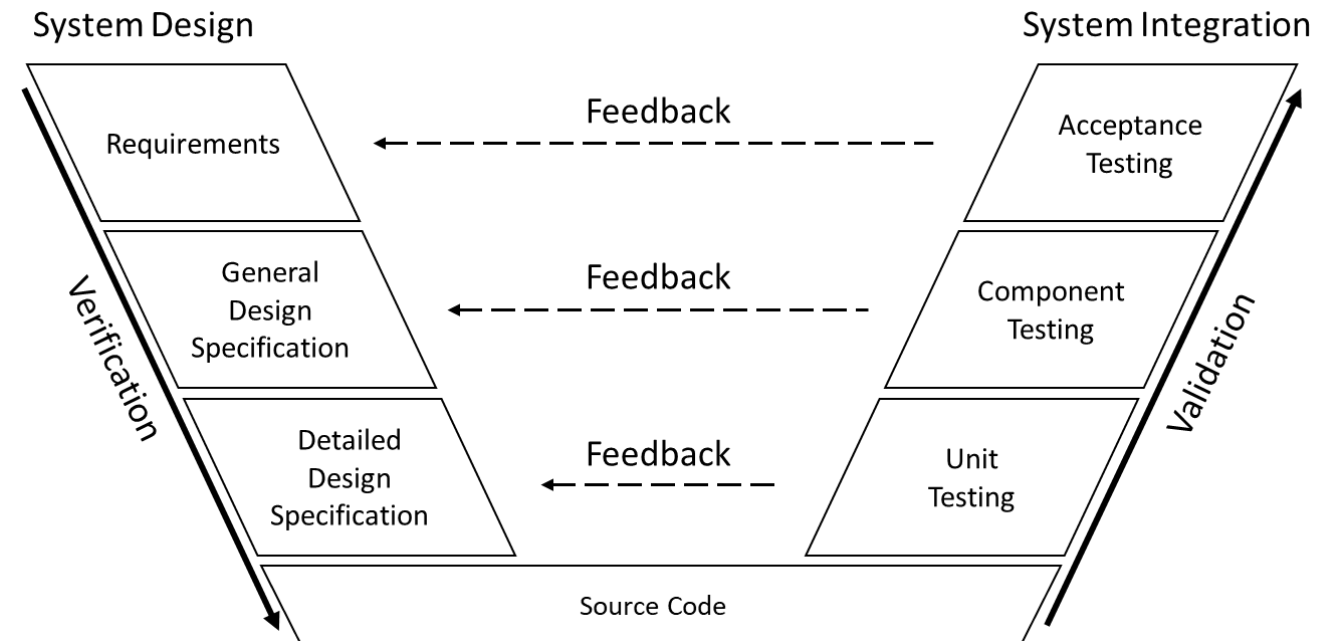 System Design
System Integration
Requirements
Feedback
Acceptance
Testing
General
Design
Specification
Feedback
Component
Testing
Verification
Validation
Detailed
Design
Specification
Feedback
Unit
Testing
Source Code